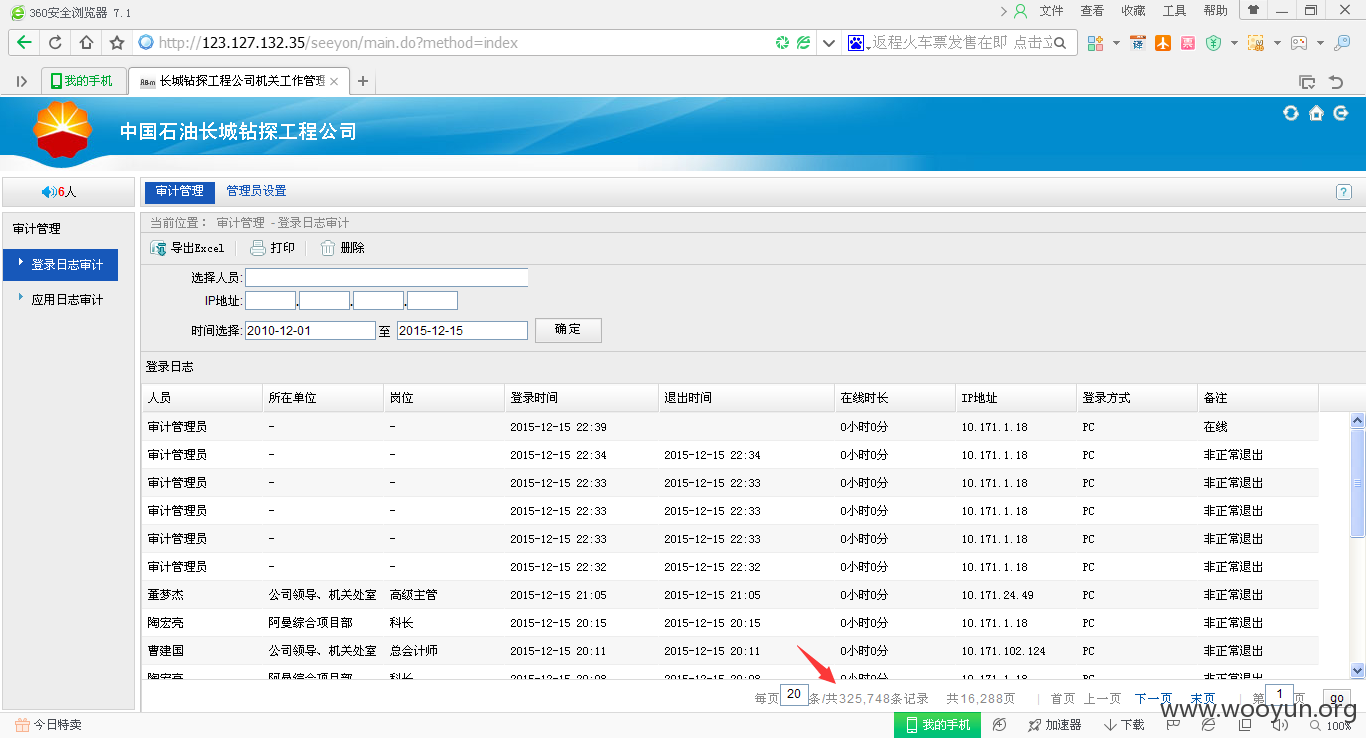 360安全浏览器 7.1 文件 查看 收藏 工具 帮助
http://123.127.132.35/seeyon/main.do?method=index 返程火车票发售在即 点击立
我的手机 长城钻探工程公司机关工作管理
中国石油长城钻探工程公司
6人 审计管理 管理员设置
审计管理
登录日志审计
应用日志审计
当前位置： 审计管理 - 登录日志审计
导出Excel 打印 删除
选择人员:
IP地址: . . .
时间选择: 2010-12-01 至 2015-12-15 确定
登录日志
人员 所在单位 岗位 登录时间 退出时间 在线时长 IP地址 登录方式 备注
审计管理员 - - 2015-12-15 22:39 0小时0分 10.171.1.18 PC 在线
审计管理员 - - 2015-12-15 22:34 2015-12-15 22:34 0小时0分 10.171.1.18 PC 非正常退出
审计管理员 - - 2015-12-15 22:33 2015-12-15 22:33 0小时0分 10.171.1.18 PC 非正常退出
审计管理员 - - 2015-12-15 22:33 2015-12-15 22:33 0小时0分 10.171.1.18 PC 非正常退出
审计管理员 - - 2015-12-15 22:33 2015-12-15 22:33 0小时0分 10.171.1.18 PC 非正常退出
审计管理员 - - 2015-12-15 22:32 2015-12-15 22:32 0小时0分 10.171.1.18 PC 非正常退出
董梦杰 公司领导、机关处室 高级主管 2015-12-15 21:05 2015-12-15 21:05 0小时0分 10.171.24.49 PC 非正常退出
陶宏亮 阿曼综合项目部 科长 2015-12-15 20:15 2015-12-15 20:15 0小时0分 10.171.1.18 PC 非正常退出
曹建国 公司领导、机关处室 总会计师 2015-12-15 20:11 2015-12-15 20:11 0小时0分 10.171.102.124 PC 非正常退出
陶宏亮 阿曼综合项目部 科长 2015-12-15 20:08 2015-12-15 20:08 0小时0分 10.171.1.18 PC 非正常退出
每页 20 条/共325,748条记录 共16,288页 首页 上一页 下一页 末页 第 1 页 go
www.wooyun.org
今日特卖 我的手机 加速器 下载 100%